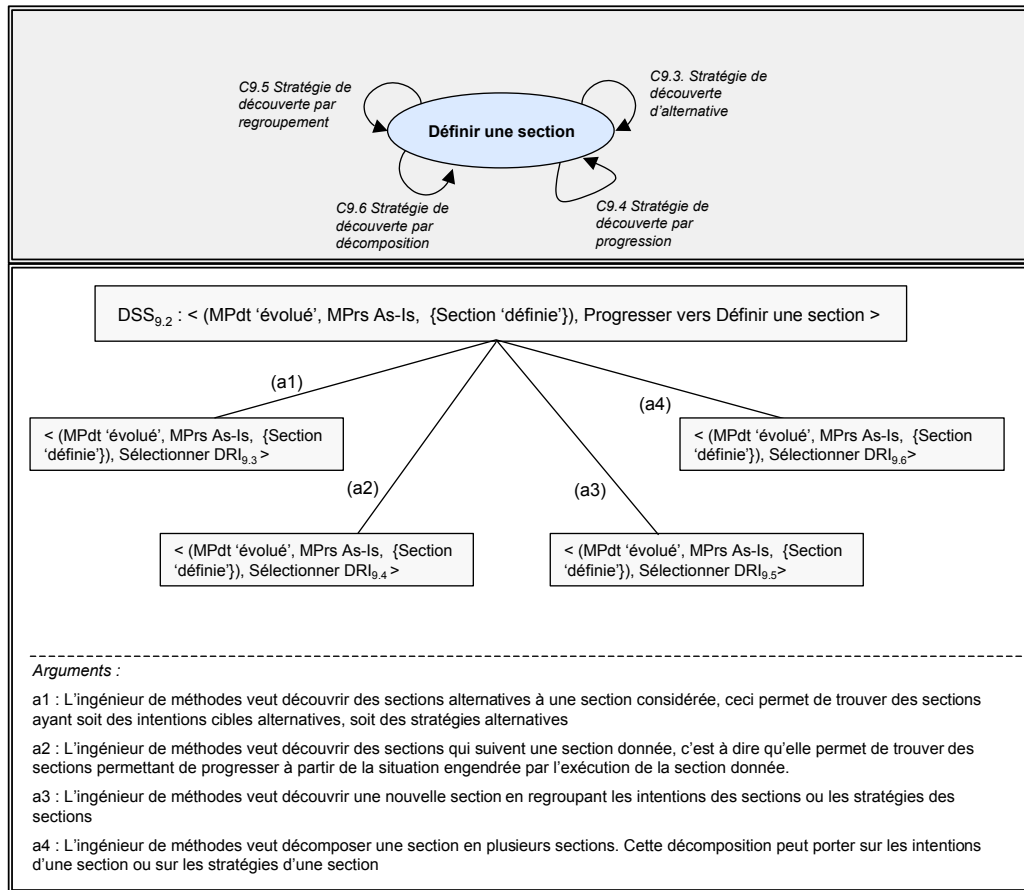 C9.5 Stratégie de
découverte par
regroupement
C9.3. Stratégie de
découverte
d'alternative
Définir une section
C9.6 Stratégie de
découverte par
décomposition
C9.4 Stratégie de
découverte par
progression
DSS9.2 : < (MPdt ‘évolué’, MPrs As-Is, {Section ‘définie’}), Progresser vers Définir une section >
(a1)
(a4)
< (MPdt ‘évolué’, MPrs As-Is, {Section
‘définie’}), Sélectionner DRI9.3 >
< (MPdt ‘évolué’, MPrs As-Is, {Section
‘définie’}), Sélectionner DRI9.6>
(a2)
(a3)
< (MPdt ‘évolué’, MPrs As-Is, {Section
‘définie’}), Sélectionner DRI9.4 >
< (MPdt ‘évolué’, MPrs As-Is, {Section
‘définie’}), Sélectionner DRI9.5>
Arguments :
a1 : L’ingénieur de méthodes veut découvrir des sections alternatives à une section considérée, ceci permet de trouver des sections
ayant soit des intentions cibles alternatives, soit des stratégies alternatives
a2 : L’ingénieur de méthodes veut découvrir des sections qui suivent une section donnée, c’est à dire qu’elle permet de trouver des
sections permettant de progresser à partir de la situation engendrée par l’exécution de la section donnée.
a3 : L’ingénieur de méthodes veut découvrir une nouvelle section en regroupant les intentions des sections ou les stratégies des
sections
a4 : L’ingénieur de méthodes veut décomposer une section en plusieurs sections. Cette décomposition peut porter sur les intentions
d’une section ou sur les stratégies d’une section